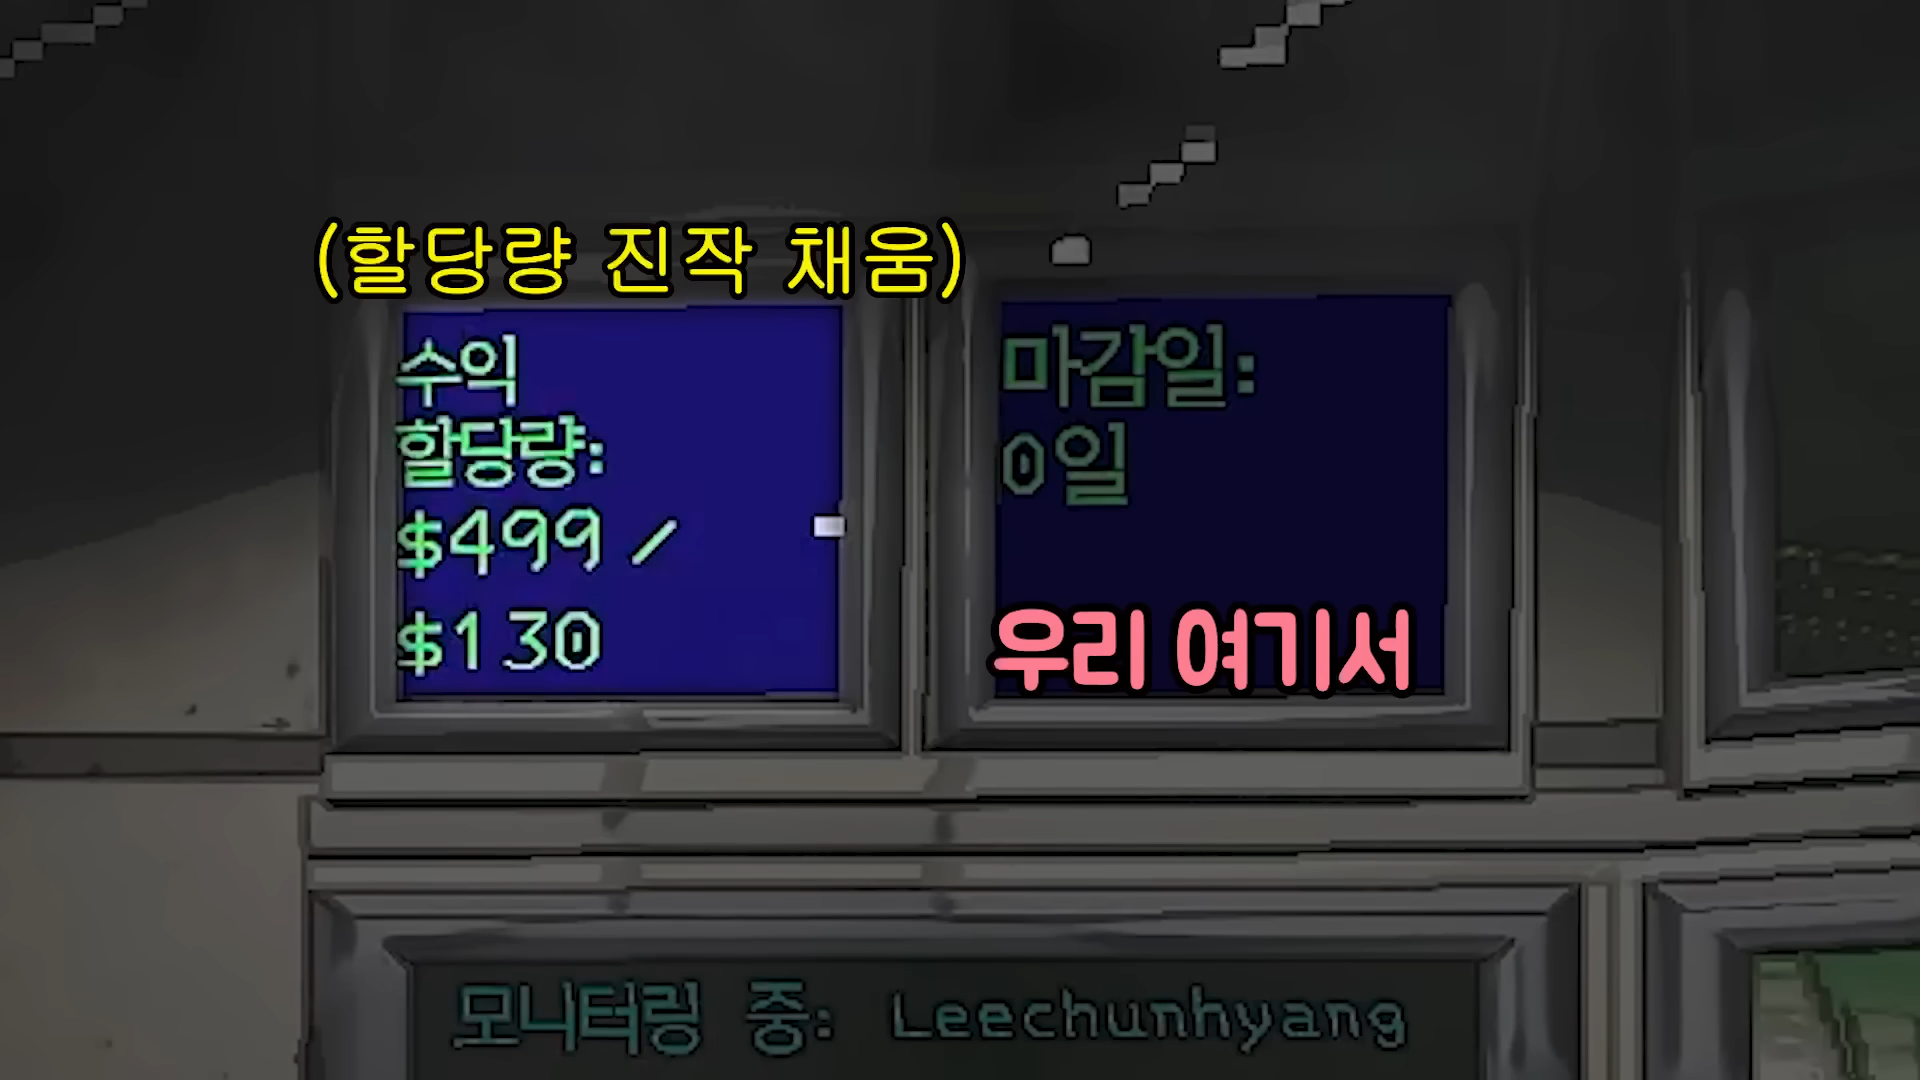 (할당량 진작 채움)
수익
할당량:
$499 /
$130
마감일:
0일
우리 여기서
모니터링 중: Leechunhyang